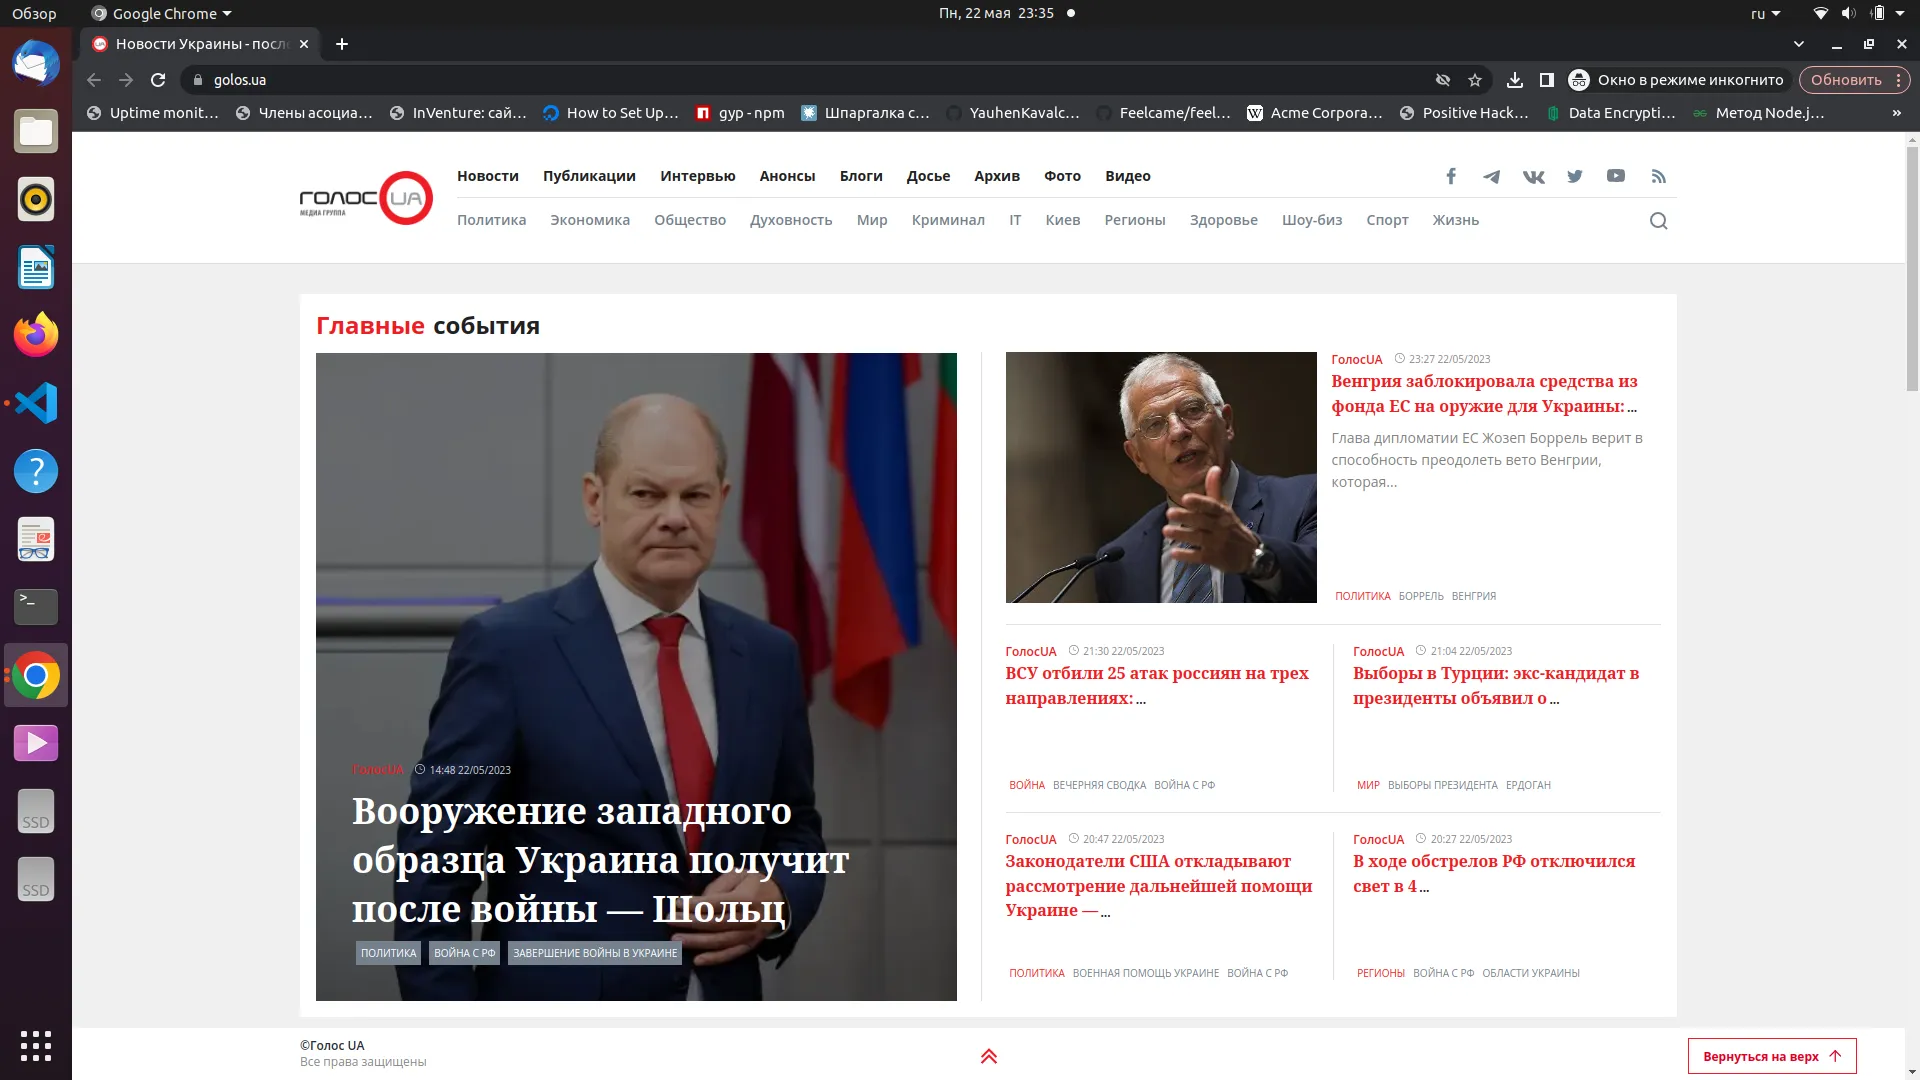 Обзор
Google Chrome
Пн, 22 мая 23:35
ru
Новости Украины - посл
golos.ua
Окно в режиме инкогнито
Обновить
Uptime monit...
Члены асоциа...
InVenture: сай...
How to Set Up...
gyp - npm
Шпаргалка с...
YauhenKavalc...
Feelcame/feel...
Acme Corpora...
Positive Hack...
Data Encrypti...
Метод Node.j...
»
ГОЛОС UA
МЕДИА ГРУППА
Новости Публикации Интервью Анонсы Блоги Досье Архив Фото Видео
Политика Экономика Общество Духовность Мир Криминал IT Киев Регионы Здоровье Шоу-биз Спорт Жизнь
Главные события
ГолосUA 14:48 22/05/2023
Вооружение западного
образца Украина получит
после войны — Шольц
ПОЛИТИКА ВОЙНА С РФ ЗАВЕРШЕНИЕ ВОЙНЫ В УКРАИНЕ
ГолосUA 23:27 22/05/2023
Венгрия заблокировала средства из
фонда ЕС на оружие для Украины:...
Глава дипломатии ЕС Жозеп Боррель верит в
способность преодолеть вето Венгрии,
которая...
ПОЛИТИКА БОРРЕЛЬ ВЕНГРИЯ
ГолосUA 21:30 22/05/2023
ВСУ отбили 25 атак россиян на трех
направлениях:...
ВОЙНА ВЕЧЕРНЯЯ СВОДКА ВОЙНА С РФ
ГолосUA 21:04 22/05/2023
Выборы в Турции: экс-кандидат в
президенты объявил о...
МИР ВЫБОРЫ ПРЕЗИДЕНТА ЕРДОГАН
ГолосUA 20:47 22/05/2023
Законодатели США откладывают
рассмотрение дальнейшей помощи
Украине —...
ПОЛИТИКА ВОЕННАЯ ПОМОЩЬ УКРАИНЕ ВОЙНА С РФ
ГолосUA 20:27 22/05/2023
В ходе обстрелов РФ отключился
свет в 4...
РЕГИОНЫ ВОЙНА С РФ ОБЛАСТИ УКРАИНЫ
SSD
SSD
©Голос UA
Все права защищены
Вернуться на верх